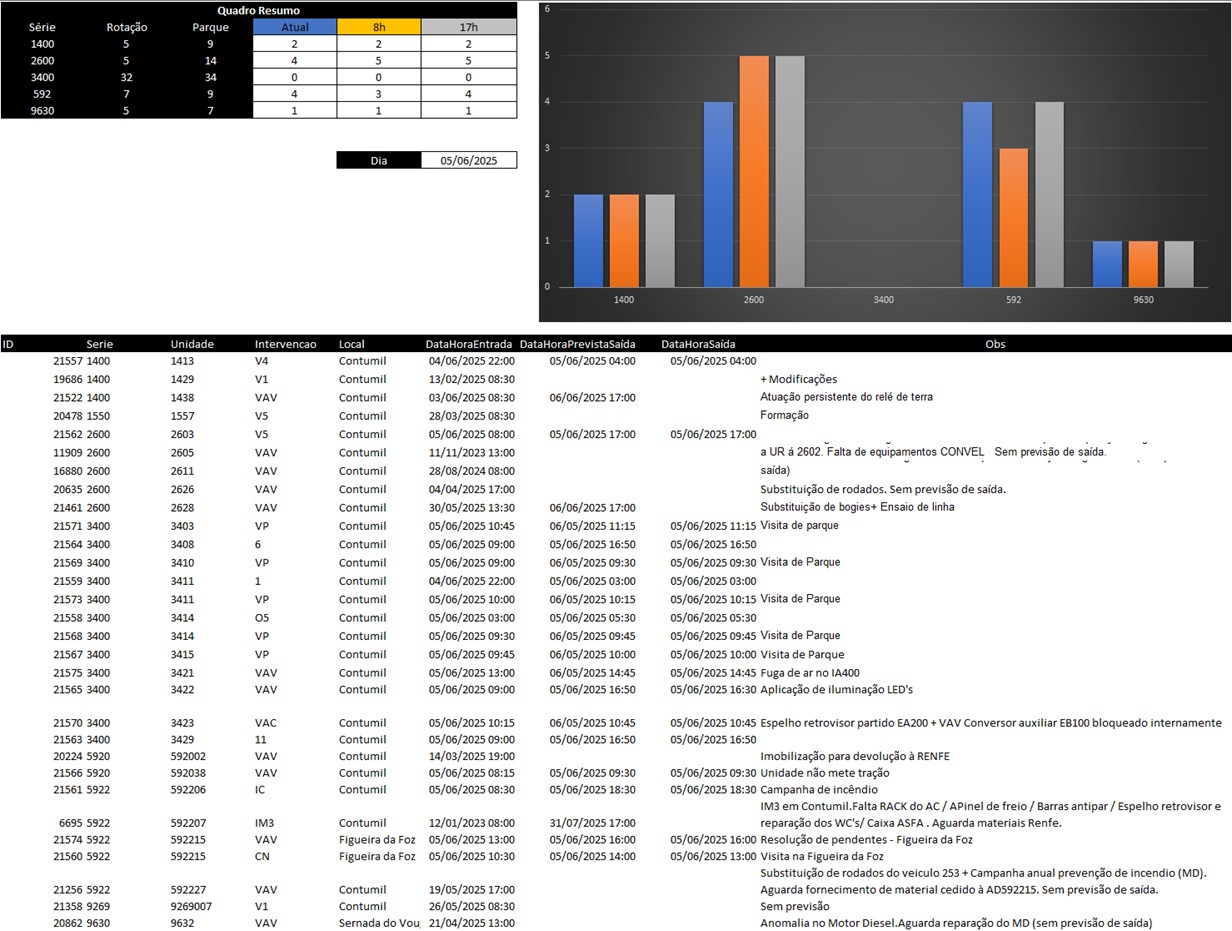 Quadro Resumo
Série Rotação Parque Atual 8h 17h
1400 5 9 2 2 2
2600 5 14 4 5 5
3400 32 34 0 0 0
592 7 9 4 3 4
9630 5 7 1 1 1
Dia 05/06/2025
6
5
4
3
2
1
0
1400 2600 3400 592 9630
ID Serie Unidade Intervencao Local DataHoraEntrada DataHoraPrevistaSaída DataHoraSaída Obs
21557 1400 1413 V4 Contumil 04/06/2025 22:00 05/06/2025 04:00 05/06/2025 04:00
19686 1400 1429 V1 Contumil 13/02/2025 08:30 + Modificações
21522 1400 1438 VAV Contumil 03/06/2025 08:30 06/06/2025 17:00 Atuação persistente do relé de terra
20478 1550 1557 V5 Contumil 28/03/2025 08:30 Formação
21562 2600 2603 V5 Contumil 05/06/2025 08:00 05/06/2025 17:00 05/06/2025 17:00
11909 2600 2605 VAV Contumil 11/11/2023 13:00 a UR á 2602. Falta de equipamentos CONVEL Sem previsão de saída.
16880 2600 2611 VAV Contumil 28/08/2024 08:00 saída)
20635 2600 2626 VAV Contumil 04/04/2025 17:00 Substituição de rodados. Sem previsão de saída.
21461 2600 2628 VAV Contumil 30/05/2025 13:30 06/06/2025 17:00 Substituição de bogies+ Ensaio de linha
21571 3400 3403 VP Contumil 05/06/2025 10:45 06/05/2025 11:15 05/06/2025 11:15 Visita de parque
21564 3400 3408 6 Contumil 05/06/2025 09:00 05/06/2025 16:50 05/06/2025 16:50
21569 3400 3410 VP Contumil 05/06/2025 09:00 06/05/2025 09:30 05/06/2025 09:30 Visita de Parque
21559 3400 3411 1 Contumil 04/06/2025 22:00 05/06/2025 03:00 05/06/2025 03:00
21573 3400 3411 VP Contumil 05/06/2025 10:00 06/05/2025 10:15 05/06/2025 10:15 Visita de Parque
21558 3400 3414 O5 Contumil 05/06/2025 03:00 05/06/2025 05:30 05/06/2025 05:30
21568 3400 3414 VP Contumil 05/06/2025 09:30 06/05/2025 09:45 05/06/2025 09:45 Visita de Parque
21567 3400 3415 VP Contumil 05/06/2025 09:45 06/05/2025 10:00 05/06/2025 10:00 Visita de Parque
21575 3400 3421 VAV Contumil 05/06/2025 13:00 06/05/2025 14:45 05/06/2025 14:45 Fuga de ar no IA400
21565 3400 3422 VAV Contumil 05/06/2025 09:00 05/06/2025 16:50 05/06/2025 16:30 Aplicação de iluminação LED's
21570 3400 3423 VAC Contumil 05/06/2025 10:15 06/05/2025 10:45 05/06/2025 10:45 Espelho retrovisor partido EA200 + VAV Conversor auxiliar EB100 bloqueado internamente
21563 3400 3429 11 Contumil 05/06/2025 09:00 05/06/2025 16:50 05/06/2025 16:50
20224 5920 592002 VAV Contumil 14/03/2025 19:00 Imobilização para devolução à RENFE
21566 5920 592038 VAV Contumil 05/06/2025 08:15 05/06/2025 09:30 05/06/2025 09:30 Unidade não mete tração
21561 5922 592206 IC Contumil 05/06/2025 08:30 05/06/2025 18:30 05/06/2025 18:30 Campanha de incêndio
IM3 em Contumil.Falta RACK do AC / APinel de freio / Barras antipar / Espelho retrovisor e
6695 5922 592207 IM3 Contumil 12/01/2023 08:00 31/07/2025 17:00 reparação dos WC's/ Caixa ASFA . Aguarda materiais Renfe.
21574 5922 592215 VAV Figueira da Foz 05/06/2025 13:00 05/06/2025 16:00 05/06/2025 16:00 Resolução de pendentes - Figueira da Foz
21560 5922 592215 CN Figueira da Foz 05/06/2025 10:30 05/06/2025 14:00 05/06/2025 13:00 Visita na Figueira da Foz
Substituição de rodados do veiculo 253 + Campanha anual prevenção de incendio (MD).
21256 5922 592227 VAV Contumil 19/05/2025 17:00 Aguarda fornecimento de material cedido à AD592215. Sem previsão de saída.
21358 9269 9269007 V1 Contumil 26/05/2025 08:30 Sem previsão
20862 9630 9632 VAV Sernada do Vou 21/04/2025 13:00 Anomalia no Motor Diesel.Aguarda reparação do MD (sem previsão de saída)